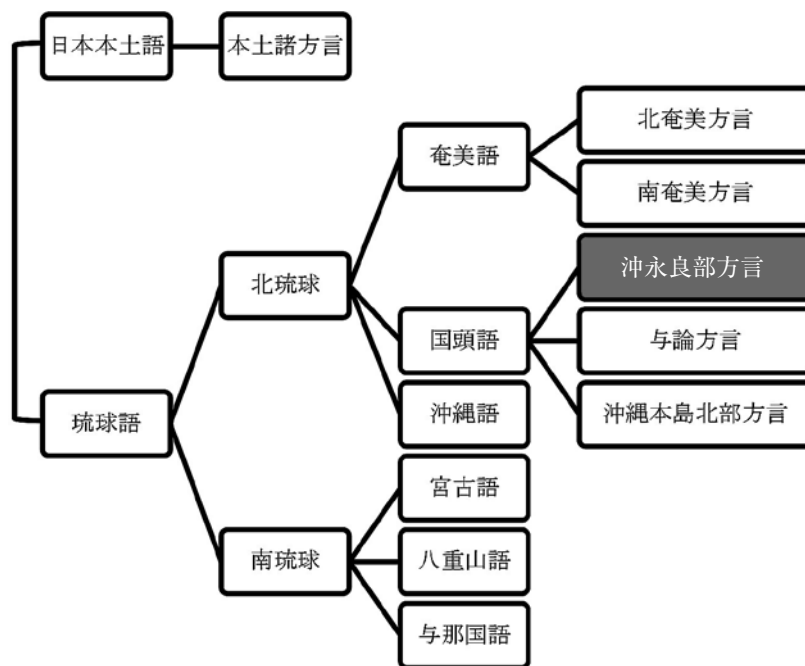 日本本土語
本土諸方言
琉球語
北琉球
奄美語
北奄美方言
南奄美方言
国頭語
沖永良部方言
与論方言
沖縄本島北部方言
沖縄語
南琉球
宮古語
八重山語
与那国語